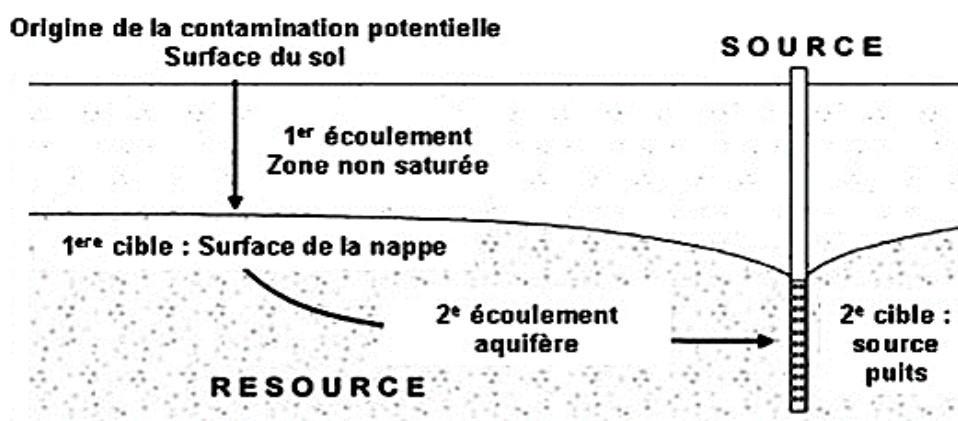 Origine de la contamination potentielle
Surface du sol
SOURCE
1er écoulement
Zone non saturée
1ere cible : Surface de la nappe
2e écoulement
aquifère
2e cible :
source
puits
RESOURCE